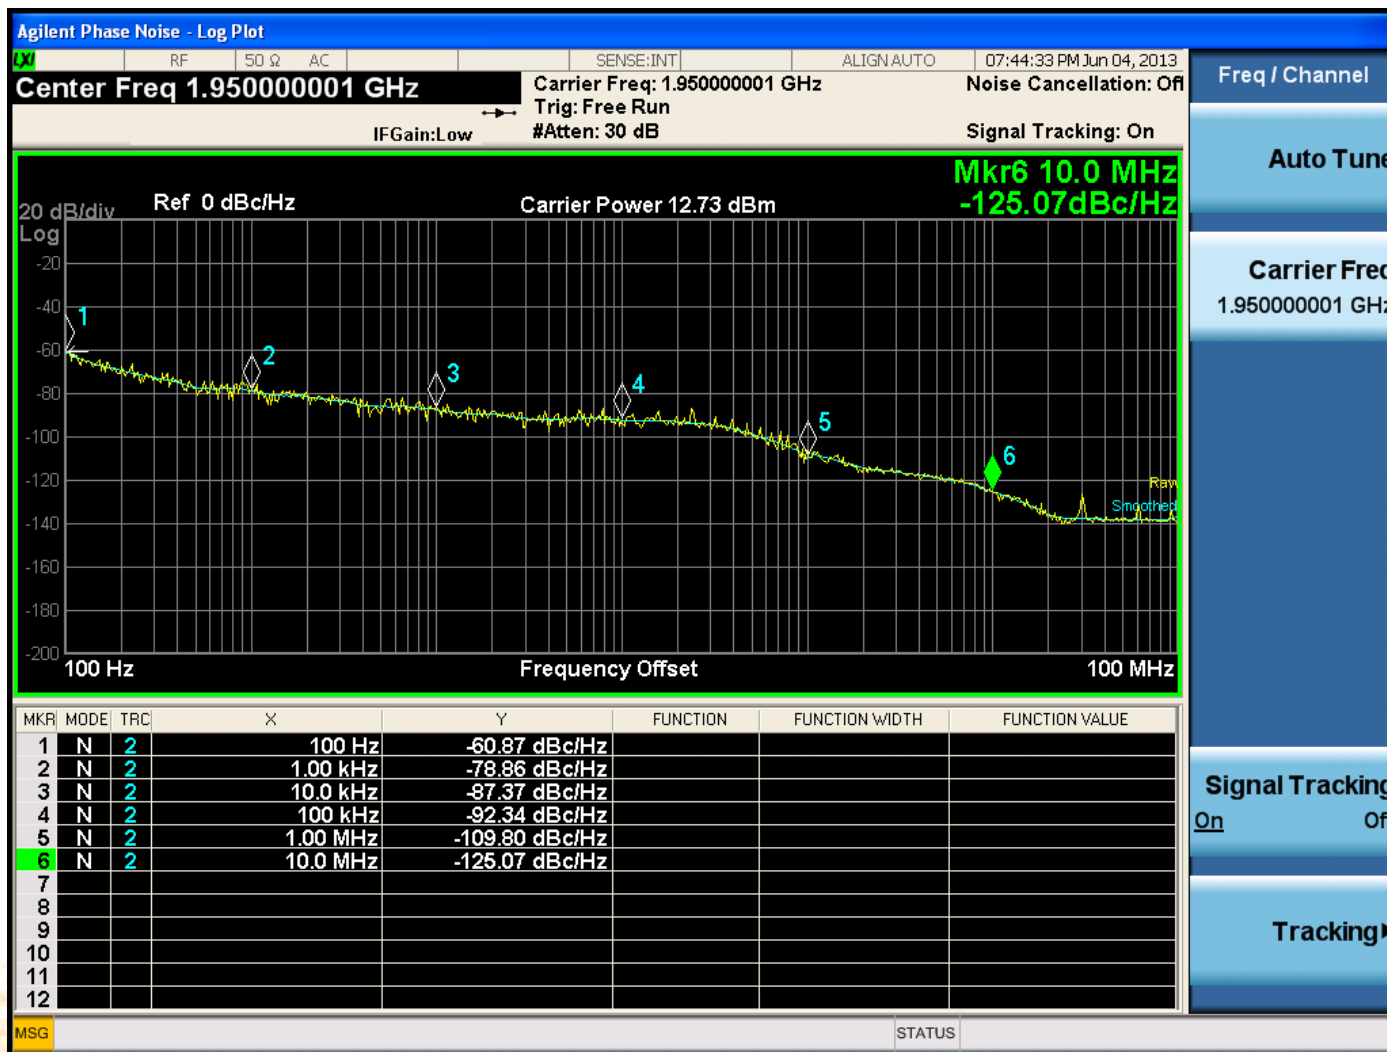 Agilent Phase Noise - Log Plot
LXI RF 50 Ω AC SENSE:INT ALIGN AUTO 07:44:33 PM Jun 04, 2013
Center Freq 1.950000001 GHz
Carrier Freq: 1.950000001 GHz
Noise Cancellation: Off
Trig: Free Run
IFGain:Low
#Atten: 30 dB
Signal Tracking: On
Mkr6 10.0 MHz
-125.07dBc/Hz
20 dB/div
Ref 0 dBc/Hz
Carrier Power 12.73 dBm
Log
-20
-40
-60
-80
-100
-120
-140
-160
-180
-200
1
2
3
4
5
6
Raw
Smoothed
100 Hz
Frequency Offset
100 MHz
MKR MODE TRC X Y FUNCTION FUNCTION WIDTH FUNCTION VALUE
1 N 2 100 Hz -60.87 dBc/Hz
2 N 2 1.00 kHz -78.86 dBc/Hz
3 N 2 10.0 kHz -87.37 dBc/Hz
4 N 2 100 kHz -92.34 dBc/Hz
5 N 2 1.00 MHz -109.80 dBc/Hz
6 N 2 10.0 MHz -125.07 dBc/Hz
7
8
9
10
11
12
MSG
STATUS
Freq / Channel
Auto Tune
Carrier Freq
1.950000001 GHz
Signal Tracking
On Of
Tracking